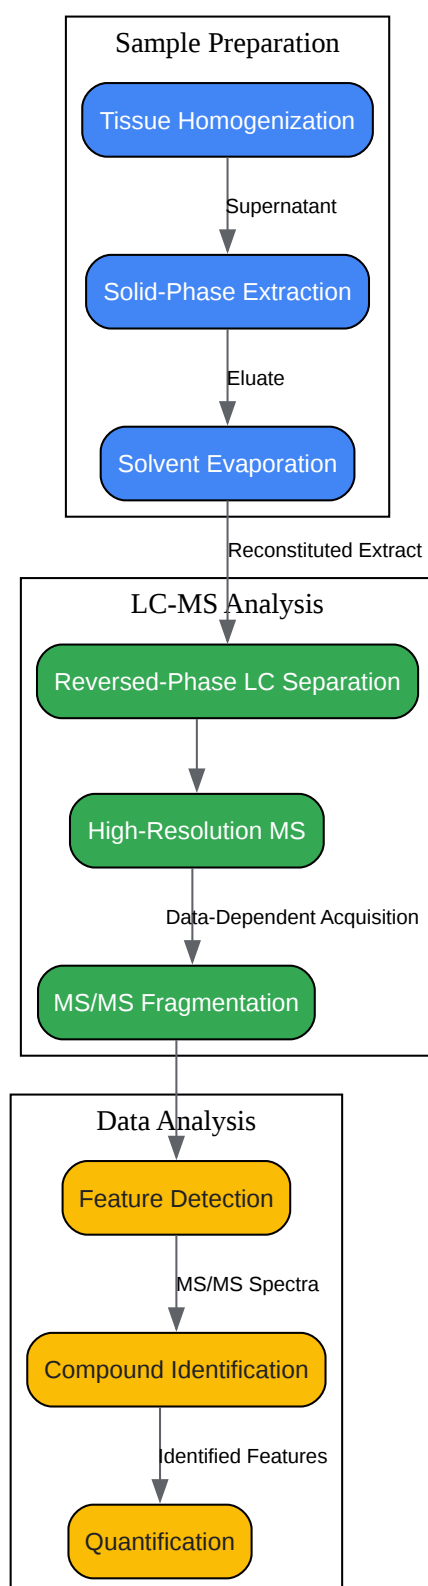 Sample Preparation
Tissue Homogenization
Supernatant
Solid-Phase Extraction
Eluate
Solvent Evaporation
Reconstituted Extract
LC-MS Analysis
Reversed-Phase LC Separation
High-Resolution MS
Data-Dependent Acquisition
MS/MS Fragmentation
Data Analysis
Feature Detection
MS/MS Spectra
Compound Identification
Identified Features
Quantification